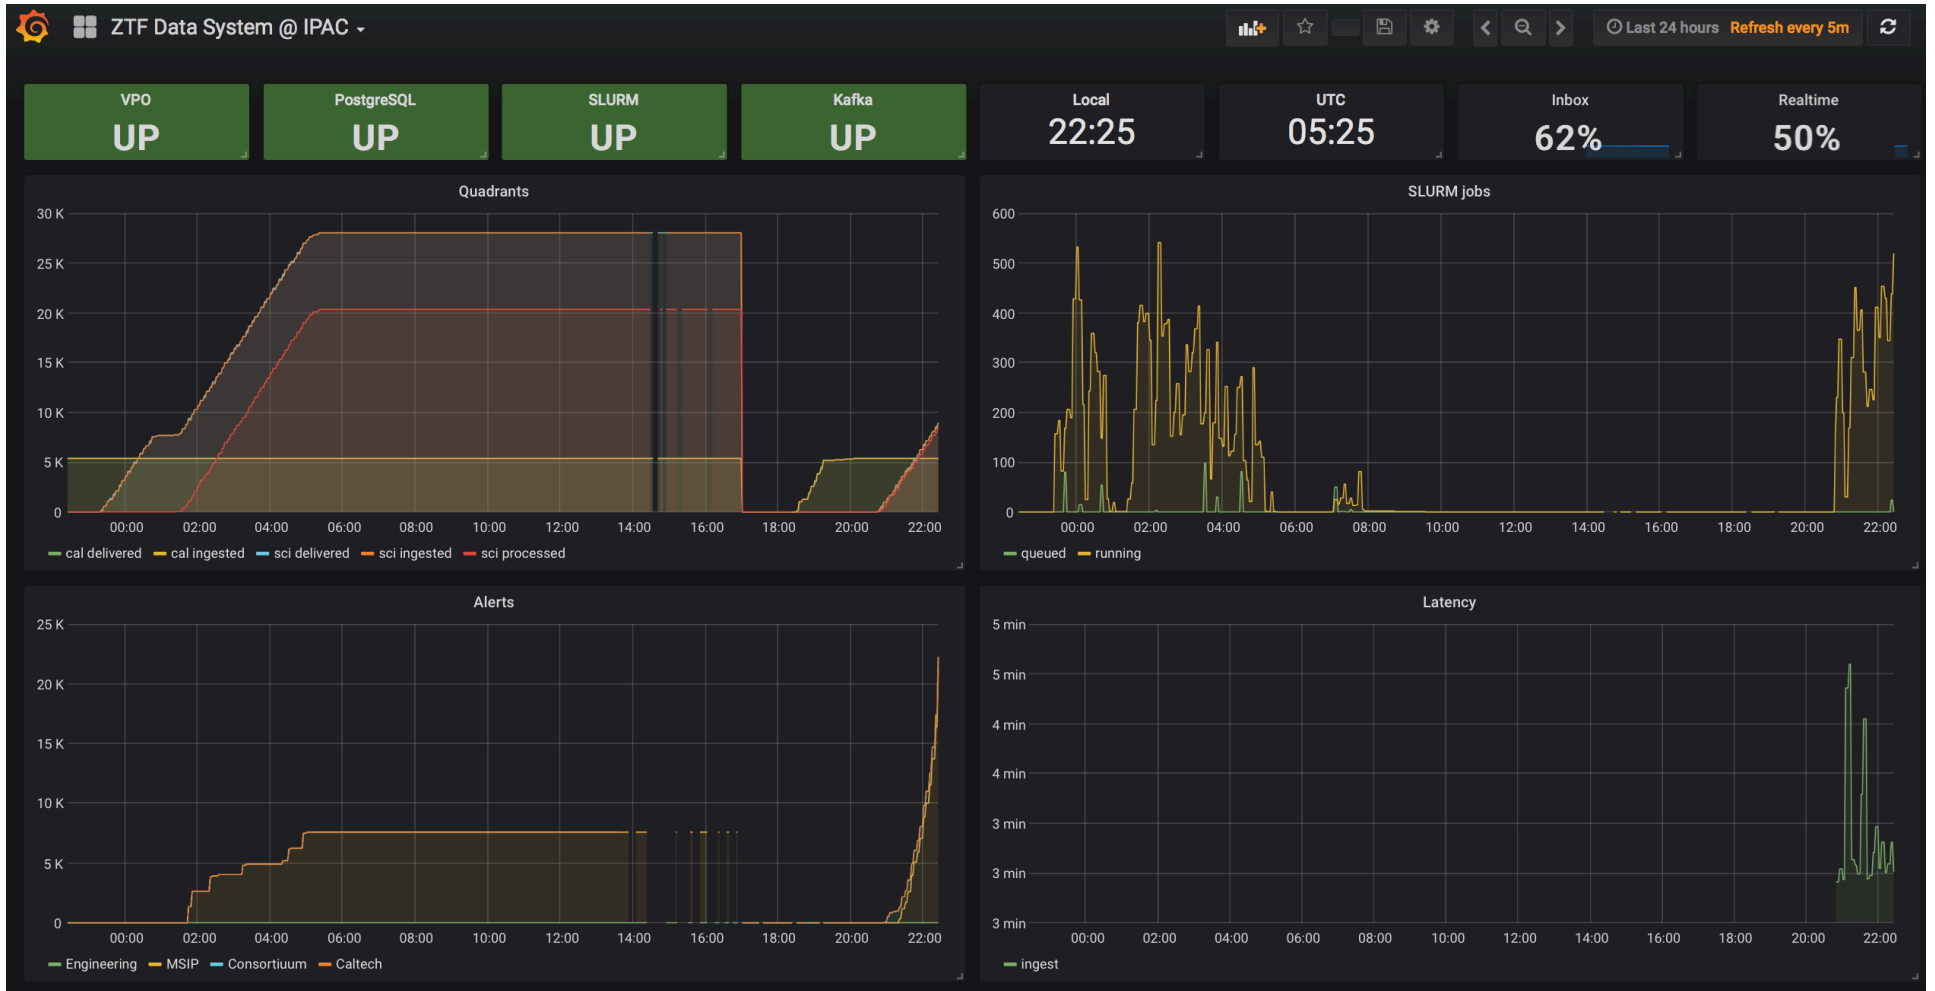 ZTF Data System @ IPAC
Last 24 hours Refresh every 5m
VPO
UP
PostgreSQL
UP
SLURM
UP
Kafka
UP
Local
22:25
UTC
05:25
Inbox
62%
Realtime
50%
Quadrants
30 K
25 K
20 K
15 K
10 K
5 K
0
00:00 02:00 04:00 06:00 08:00 10:00 12:00 14:00 16:00 18:00 20:00 22:00
cal delivered cal ingested sci delivered sci ingested sci processed
SLURM jobs
600
500
400
300
200
100
0
00:00 02:00 04:00 06:00 08:00 10:00 12:00 14:00 16:00 18:00 20:00 22:00
queued running
Alerts
25 K
20 K
15 K
10 K
5 K
0
00:00 02:00 04:00 06:00 08:00 10:00 12:00 14:00 16:00 18:00 20:00 22:00
Engineering MSIP Consortiuum Caltech
Latency
5 min
5 min
4 min
4 min
3 min
3 min
3 min
00:00 02:00 04:00 06:00 08:00 10:00 12:00 14:00 16:00 18:00 20:00 22:00
ingest